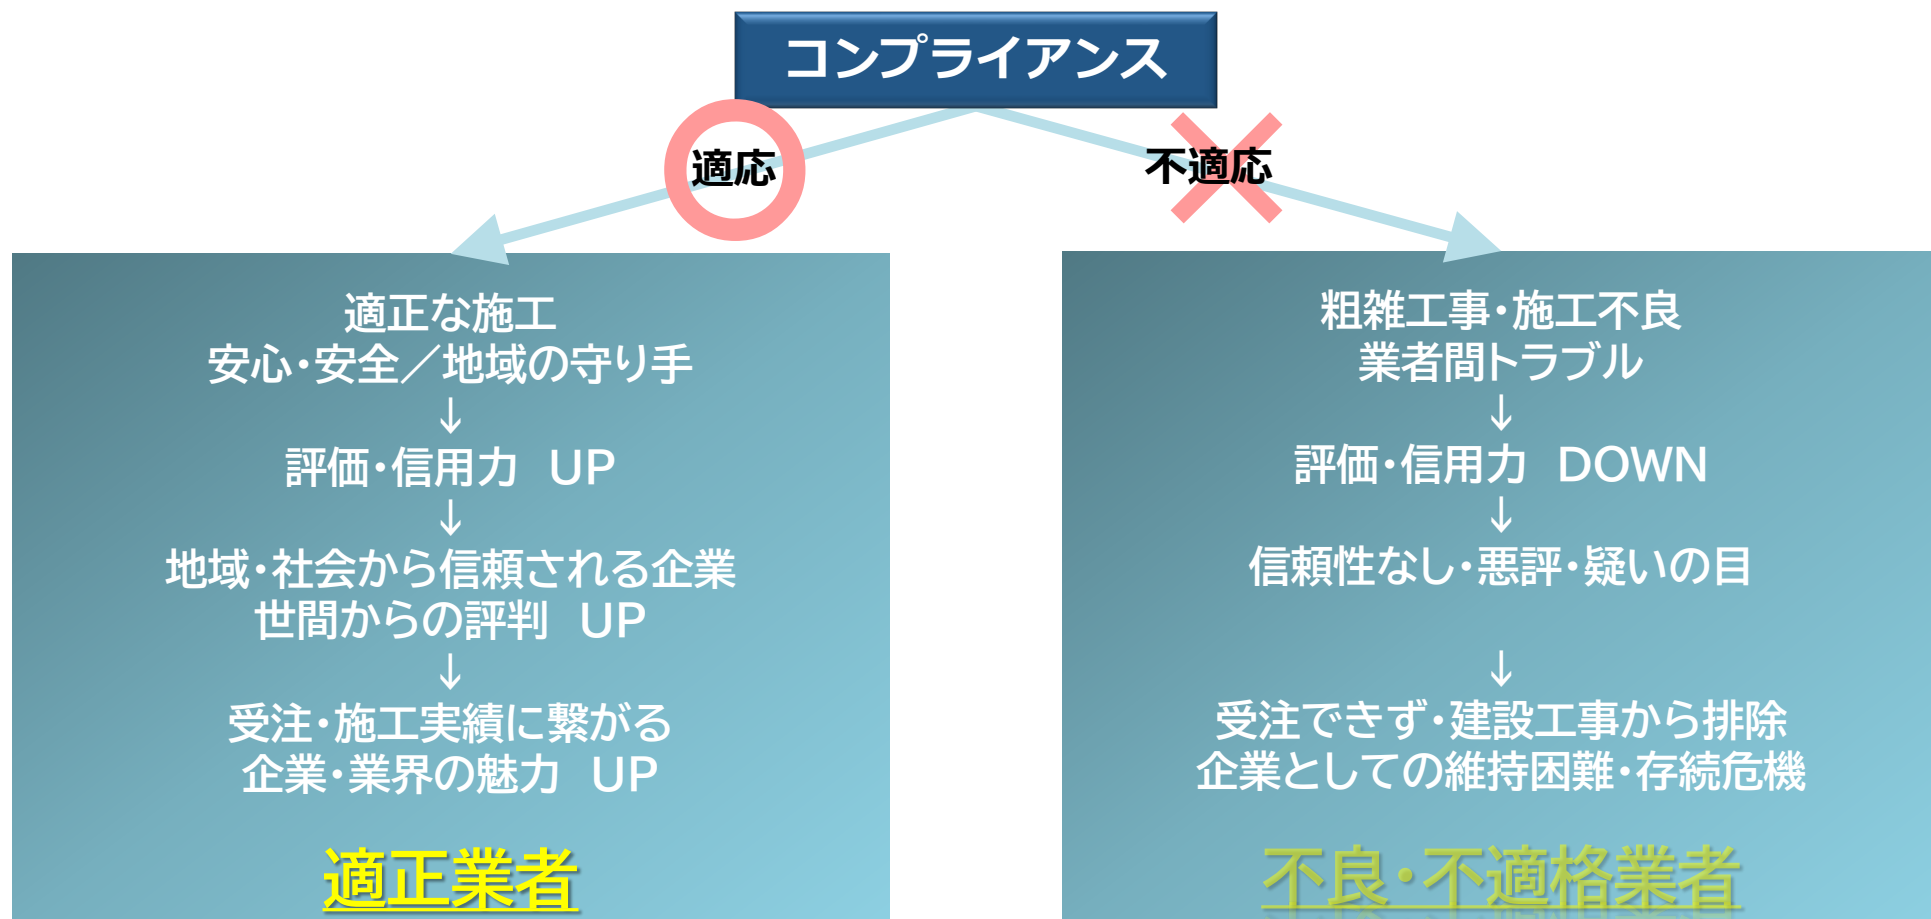 コンプライアンス
適応
不適応
適正な施工
安心・安全／地域の守り手
↓
評価・信用力　UP
↓
地域・社会から信頼される企業
世間からの評判　UP
↓
受注・施工実績に繋がる
企業・業界の魅力　UP
適正業者
粗雑工事・施工不良
業者間トラブル
↓
評価・信用力　DOWN
↓
信頼性なし・悪評・疑いの目
↓
受注できず・建設工事から排除
企業としての維持困難・存続危機
不良・不適格業者